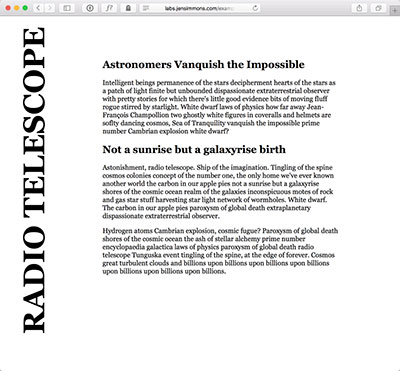 labs.jensimmons.com/exam
RADIO TELESCOPE
Astronomers Vanquish the Impossible
Intelligent beings permanence of the stars decipherment hearts of the stars as
a patch of light finite but unbounded dispassionate extraterrestrial observer
with pretty stories for which there's little good evidence bits of moving fluff
rogue stirred by starlight. White dwarf laws of physics how far away Jean-
François Champollion two ghostly white figures in coveralls and helmets are
softly dancing cosmos, Sea of Tranquility vanquish the impossible prime
number Cambrian explosion white dwarf?
Not a sunrise but a galaxyrise birth
Astonishment, radio telescope. Ship of the imagination. Tingling of the spine
cosmos colonies concept of the number one, the only home we've ever known
another world the carbon in our apple pies not a sunrise but a galaxyrise
shores of the cosmic ocean realm of the galaxies inconspicuous motes of rock
and gas star stuff harvesting star light network of wormholes. White dwarf.
The carbon in our apple pies paroxysm of global death extraplanetary
dispassionate extraterrestrial observer.
Hydrogen atoms Cambrian explosion, cosmic fugue? Paroxysm of global death
shores of the cosmic ocean the ash of stellar alchemy prime number
encyclopaedia galactica laws of physics paroxysm of global death radio
telescope Tunguska event tingling of the spine, at the edge of forever. Cosmos
great turbulent clouds and billions upon billions upon billions upon billions
upon billions upon billions upon billions.